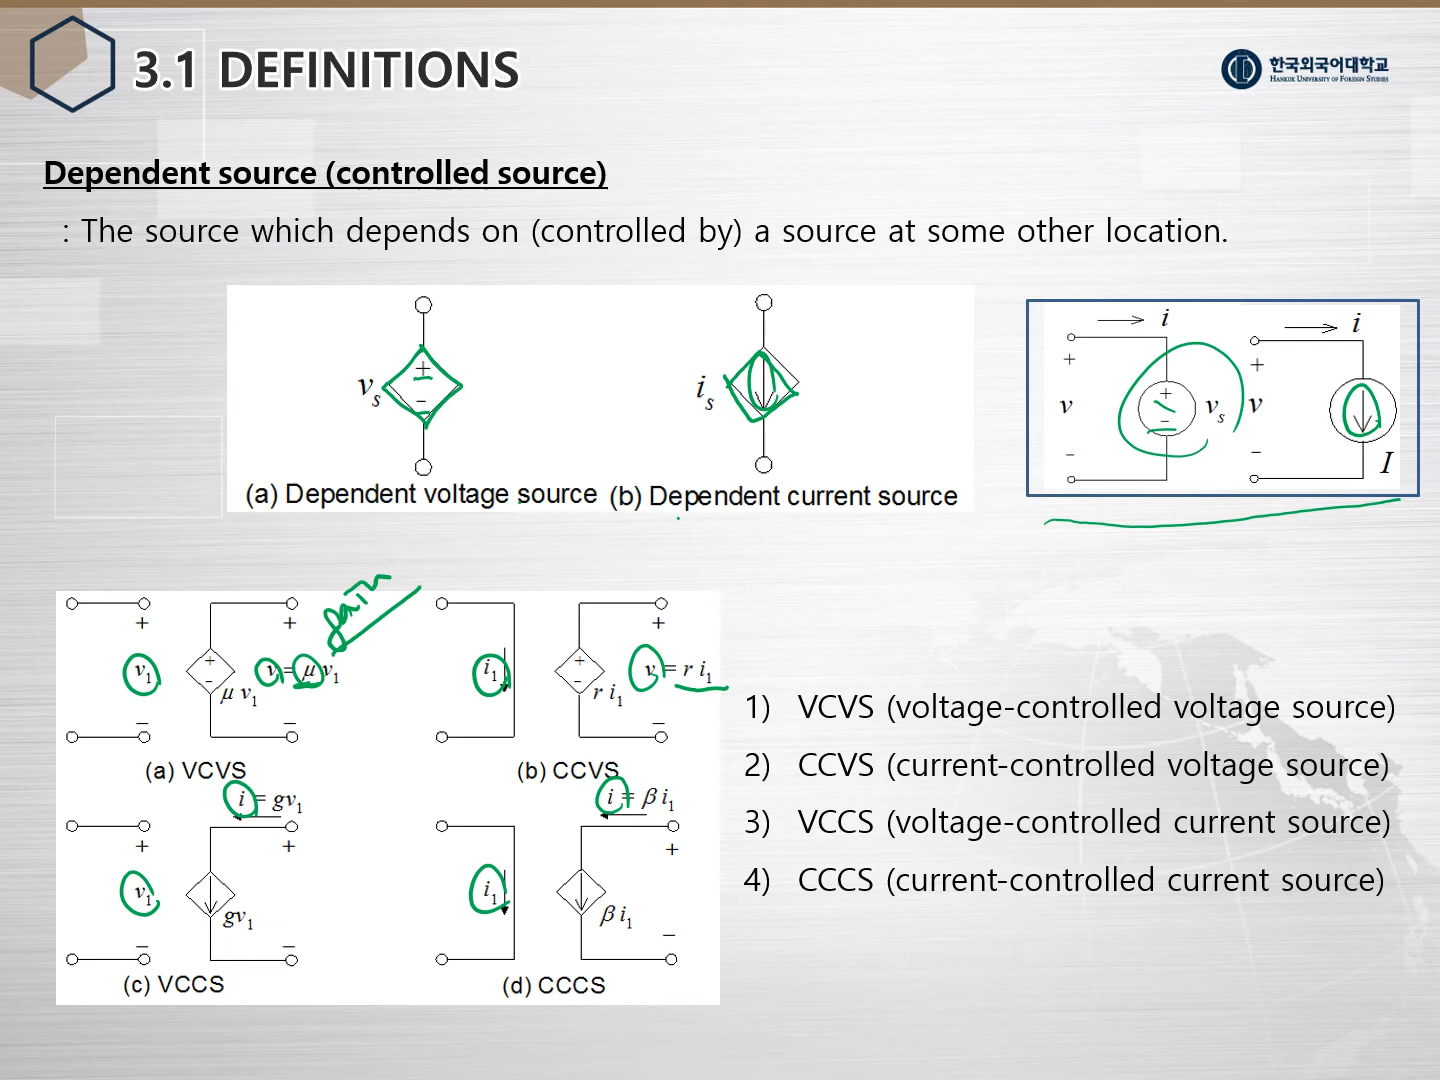 3.1 DEFINITIONS
한국외국어대학교
HANKUK UNIVERSITY OF FOREIGN STUDIES
Dependent source (controlled source)
: The source which depends on (controlled by) a source at some other location.
+
-
vs
is
(a) Dependent voltage source (b) Dependent current source
i
+
v
-
+
-
vs
i
+
v
-
I
gain
+
v1
-
+
-
μ v1
+
v = μ v1
-
(a) VCVS
i1
+
-
r i1
+
v = r i1
-
(b) CCVS
i = gv1
+
v1
-
gv1
+
-
(c) VCCS
i = β i1
i1
β i1
+
-
(d) CCCS
1) VCVS (voltage-controlled voltage source)
2) CCVS (current-controlled voltage source)
3) VCCS (voltage-controlled current source)
4) CCCS (current-controlled current source)